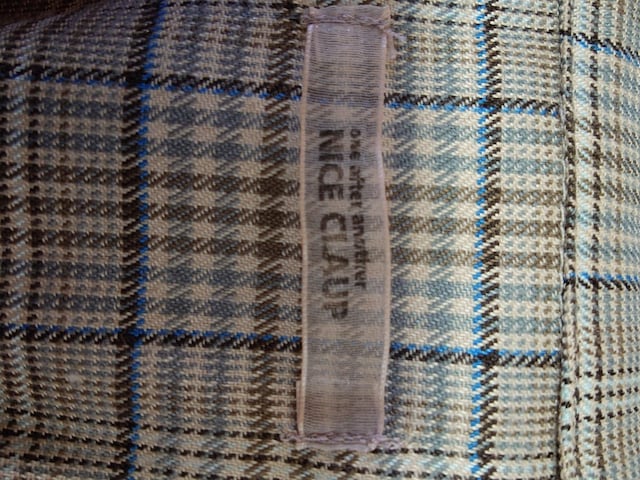 one after another
NICE CLAUP